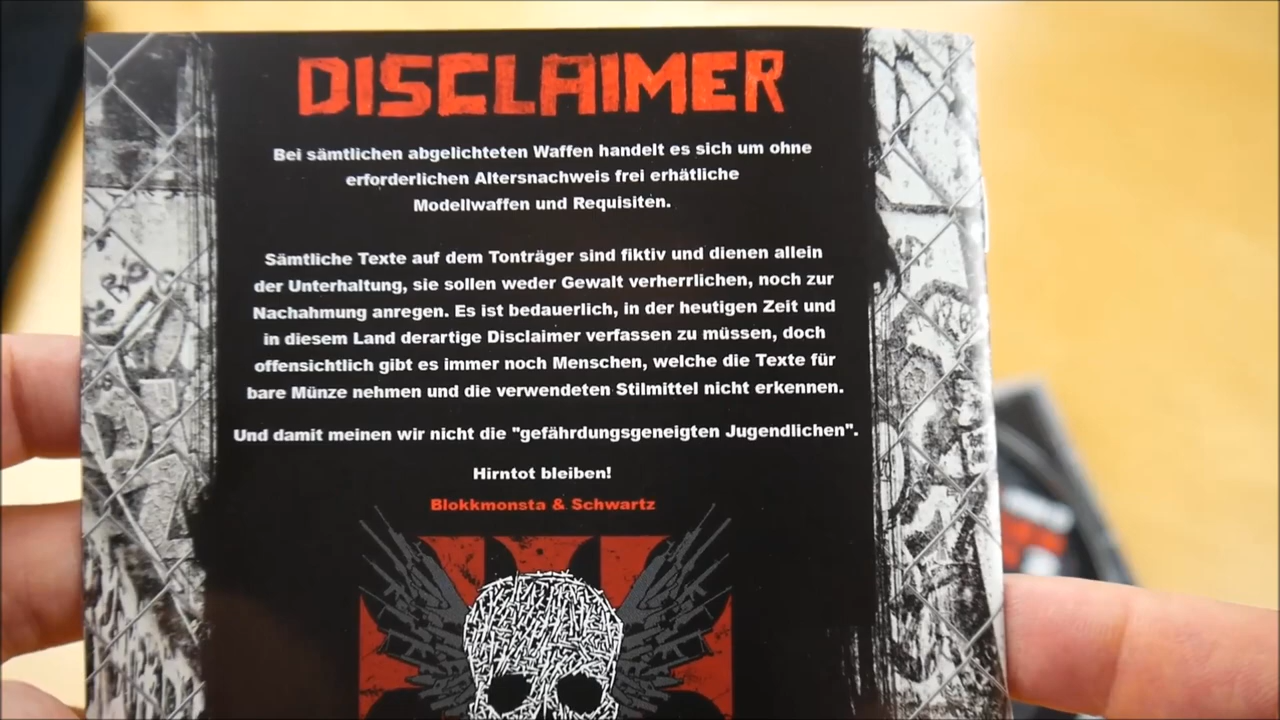 DISCLAIMER
Bei sämtlichen abgelichteten Waffen handelt es sich um ohne
erforderlichen Altersnachweis frei erhätliche
Modellwaffen und Requisiten.
Sämtliche Texte auf dem Tonträger sind fiktiv und dienen allein
der Unterhaltung, sie sollen weder Gewalt verherrlichen, noch zur
Nachahmung anregen. Es ist bedauerlich, in der heutigen Zeit und
in diesem Land derartige Disclaimer verfassen zu müssen, doch
offensichtlich gibt es immer noch Menschen, welche die Texte für
bare Münze nehmen und die verwendeten Stilmittel nicht erkennen.
Und damit meinen wir nicht die "gefährdungsgeneigten Jugendlichen".
Hirntot bleiben!
Blokkmonsta & Schwartz